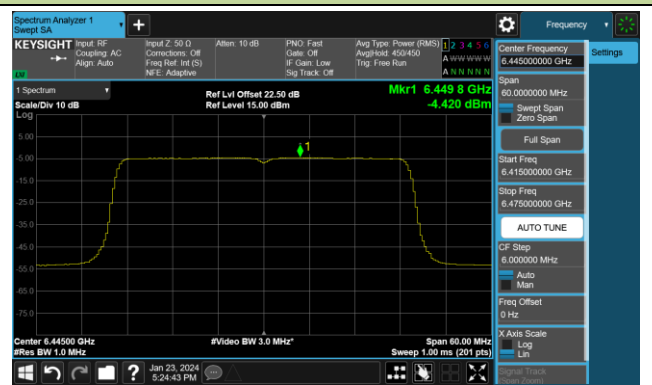 Spectrum Analyzer 1
Swept SA
+
Frequency
KEYSIGHT
Input: RF
Coupling: AC
Align: Auto
Input Z: 50 Ω
Corrections: Off
Freq Ref: Int (S)
NFE: Adaptive
Atten: 10 dB
PNO: Fast
Gate: Off
IF Gain: Low
Sig Track: Off
Avg Type: Power (RMS)
Avg|Hold: 450/450
Trig: Free Run
1 2 3 4 5 6
A W W W W W
A N N N N N
LXI
1 Spectrum
Scale/Div 10 dB
Log
Ref Lvl Offset 22.50 dB
Ref Level 15.00 dBm
Mkr1 6.449 8 GHz
-4.420 dBm
1
5.00
-5.00
-15.0
-25.0
-35.0
-45.0
-55.0
-65.0
-75.0
Center 6.44500 GHz
#Res BW 1.0 MHz
#Video BW 3.0 MHz*
Span 60.00 MHz
Sweep 1.00 ms (201 pts)
Center Frequency
6.445000000 GHz
Settings
Span
60.0000000 MHz
Swept Span
Zero Span
Full Span
Start Freq
6.415000000 GHz
Stop Freq
6.475000000 GHz
AUTO TUNE
CF Step
6.000000 MHz
Auto
Man
Freq Offset
0 Hz
X Axis Scale
Log
Lin
Signal Track
(Span Zoom)
?
Jan 23, 2024
5:24:43 PM